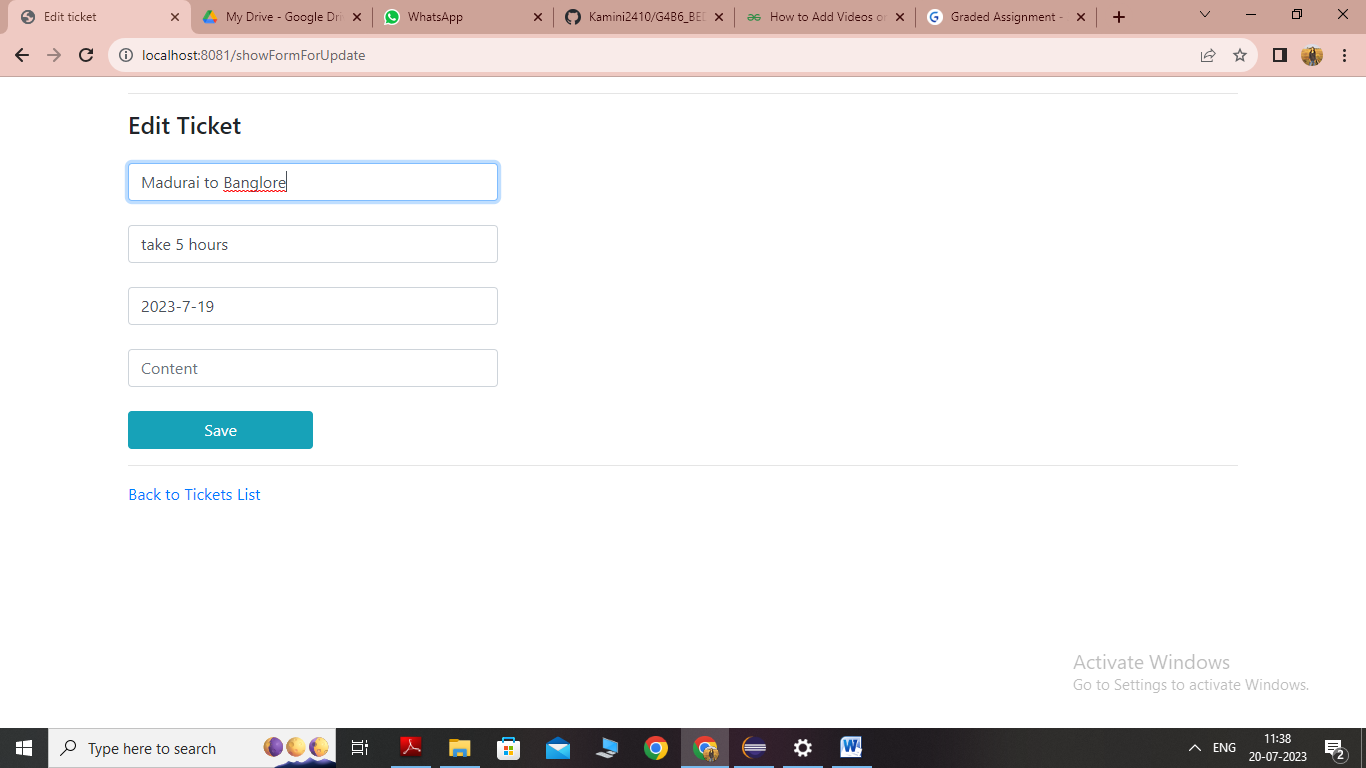 Edit ticket
My Drive - Google Dri
WhatsApp
Kamini2410/G4B6_BED
How to Add Videos or
Graded Assignment -
localhost:8081/showFormForUpdate
Edit Ticket
Madurai to Banglore
take 5 hours
2023-7-19
Content
Save
Back to Tickets List
Activate Windows
Go to Settings to activate Windows.
Type here to search
ENG
11:38
20-07-2023
2